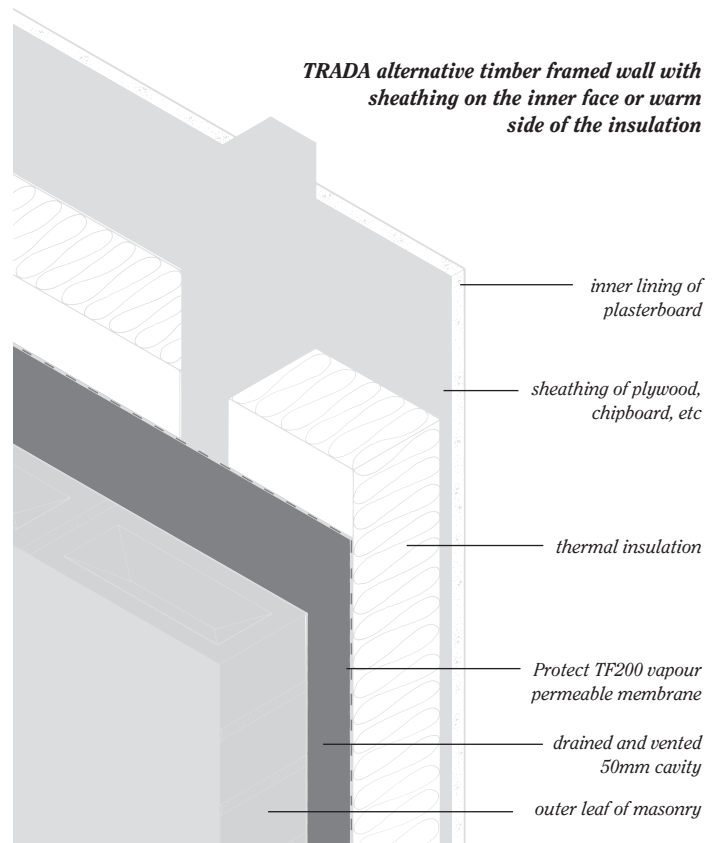 TRADA alternative timber framed wall with
sheathing on the inner face or warm
side of the insulation
inner lining of
plasterboard
sheathing of plywood,
chipboard, etc
thermal insulation
Protect TF200 vapour
permeable membrane
drained and vented
50mm cavity
outer leaf of masonry